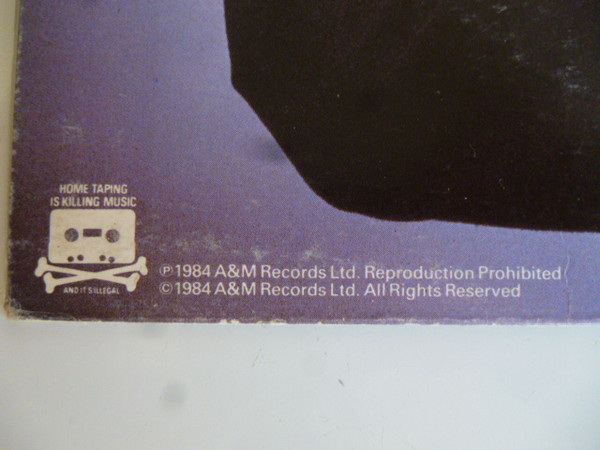 HOME TAPING
IS KILLING MUSIC
AND IT'S ILLEGAL
℗1984 A&M Records Ltd. Reproduction Prohibited
©1984 A&M Records Ltd. All Rights Reserved